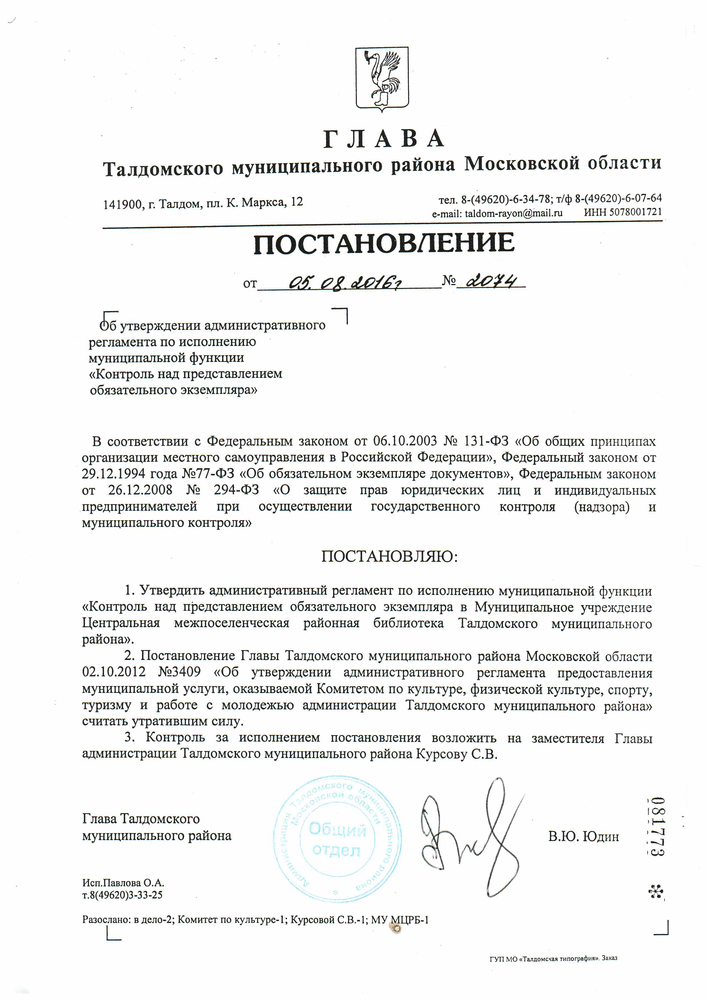 ГЛАВА
Талдомского муниципального района Московской области
141900, г. Талдом, пл. К. Маркса, 12
тел. 8-(49620)-6-34-78; т/ф 8-(49620)-6-07-64
e-mail: taldom-rayon@mail.ru ИНН 5078001721
ПОСТАНОВЛЕНИЕ
от 05.08.2016г № 2074
Об утверждении административного
регламента по исполнению
муниципальной функции
«Контроль над представлением
обязательного экземпляра»
В соответствии с Федеральным законом от 06.10.2003 № 131-ФЗ «Об общих принципах
организации местного самоуправления в Российской Федерации», Федеральный законом от
29.12.1994 года №77-ФЗ «Об обязательном экземпляре документов», Федеральным законом
от 26.12.2008 № 294-ФЗ «О защите прав юридических лиц и индивидуальных
предпринимателей при осуществлении государственного контроля (надзора) и
муниципального контроля»
ПОСТАНОВЛЯЮ:
1. Утвердить административный регламент по исполнению муниципальной функции
«Контроль над представлением обязательного экземпляра в Муниципальное учреждение
Центральная межпоселенческая районная библиотека Талдомского муниципального
района».
2. Постановление Главы Талдомского муниципального района Московской области
02.10.2012 №3409 «Об утверждении административного регламента предоставления
муниципальной услуги, оказываемой Комитетом по культуре, физической культуре, спорту,
туризму и работе с молодежью администрации Талдомского муниципального района»
считать утратившим силу.
3. Контроль за исполнением постановления возложить на заместителя Главы
администрации Талдомского муниципального района Курсову С.В.
Глава Талдомского
муниципального района
В.Ю. Юдин
Администрация Талдомского муниципального района
Московской области
Общий
отдел
081773
Исп.Павлова О.А.
т.8(49620)3-33-25
Разослано: в дело-2; Комитет по культуре-1; Курсовой С.В.-1; МУ МЦРБ-1
ГУП МО «Талдомская типография». Заказ